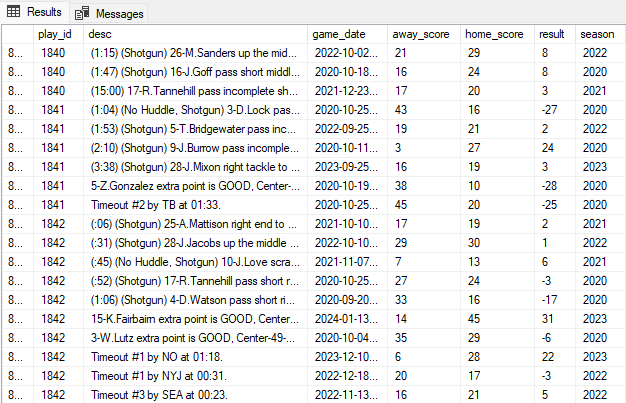 Results Messages
play_id desc game_date away_score home_score result season
8... 1840 (1:15) (Shotgun) 26-M.Sanders up the mid... 2022-10-02... 21 29 8 2022
8... 1840 (1:47) (Shotgun) 16-J.Goff pass short middl... 2020-10-18... 16 24 8 2020
8... 1840 (15:00) 17-R.Tannehill pass incomplete sh... 2021-12-23... 17 20 3 2021
8... 1841 (1:04) (No Huddle, Shotgun) 3-D.Lock pas... 2020-10-25... 43 16 -27 2020
8... 1841 (1:53) (Shotgun) 5-T.Bridgewater pass inc... 2022-09-25... 19 21 2 2022
8... 1841 (2:10) (Shotgun) 9-J.Burrow pass incomple... 2020-10-11... 3 27 24 2020
8... 1841 (3:38) (Shotgun) 28-J.Mixon right tackle to ... 2023-09-25... 16 19 3 2023
8... 1841 5-Z.Gonzalez extra point is GOOD, Center-... 2020-10-19... 38 10 -28 2020
8... 1841 Timeout #2 by TB at 01:33. 2020-10-25... 45 20 -25 2020
8... 1842 (:06) (Shotgun) 25-A.Mattison right end to ... 2021-10-10... 17 19 2 2021
8... 1842 (:31) (Shotgun) 28-J.Jacobs up the middle ... 2022-10-10... 29 30 1 2022
8... 1842 (:45) (No Huddle, Shotgun) 10-J.Love scra... 2021-11-07... 7 13 6 2021
8... 1842 (:52) (Shotgun) 17-R.Tannehill pass short r... 2020-10-25... 27 24 -3 2020
8... 1842 (1:06) (Shotgun) 4-D.Watson pass short ri... 2020-09-20... 33 16 -17 2020
8... 1842 15-K.Fairbairn extra point is GOOD, Center... 2024-01-13... 14 45 31 2023
8... 1842 3-W.Lutz extra point is GOOD, Center-49-... 2020-10-04... 35 29 -6 2020
8... 1842 Timeout #1 by NO at 01:18. 2023-12-10... 6 28 22 2023
8... 1842 Timeout #1 by NYJ at 00:31. 2022-12-18... 20 17 -3 2022
8... 1842 Timeout #3 by SEA at 00:23. 2022-11-13... 16 21 5 2022